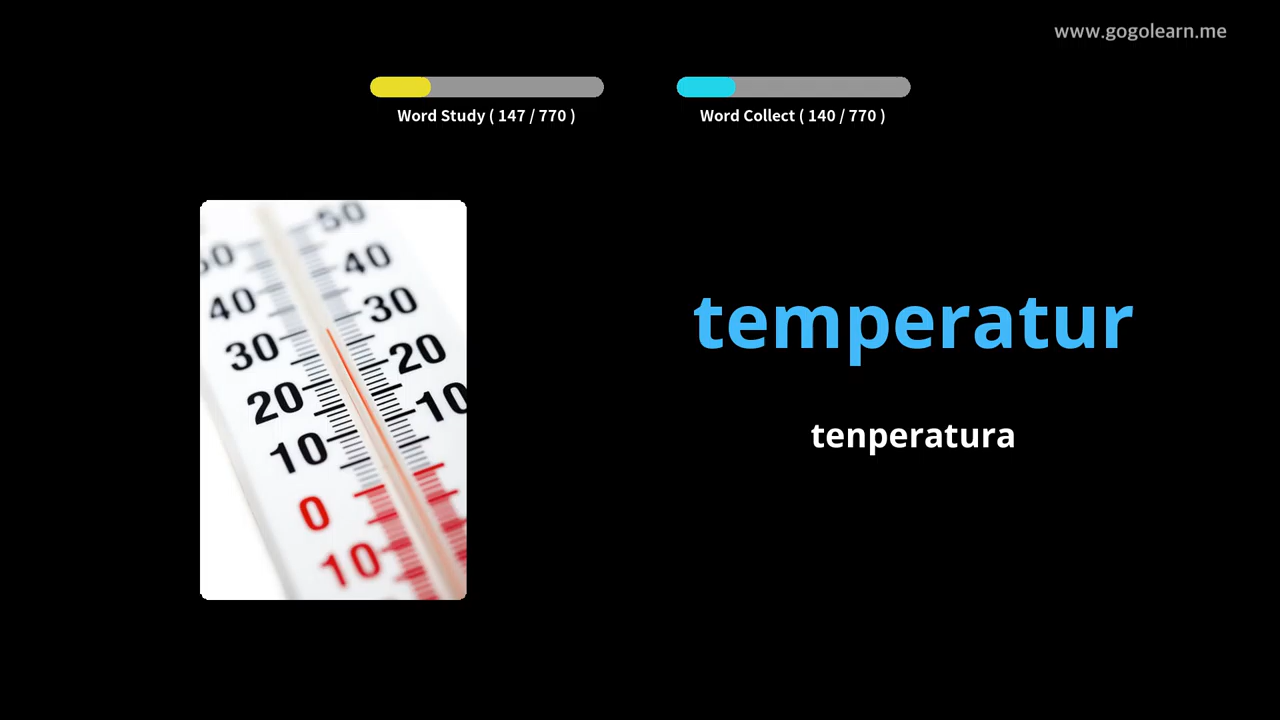 www.gogolearn.me
Word Study ( 147 / 770 )
Word Collect ( 140 / 770 )
50
50
40
40
30
30
20
20
10
10
0
10
temperatur
tenperatura